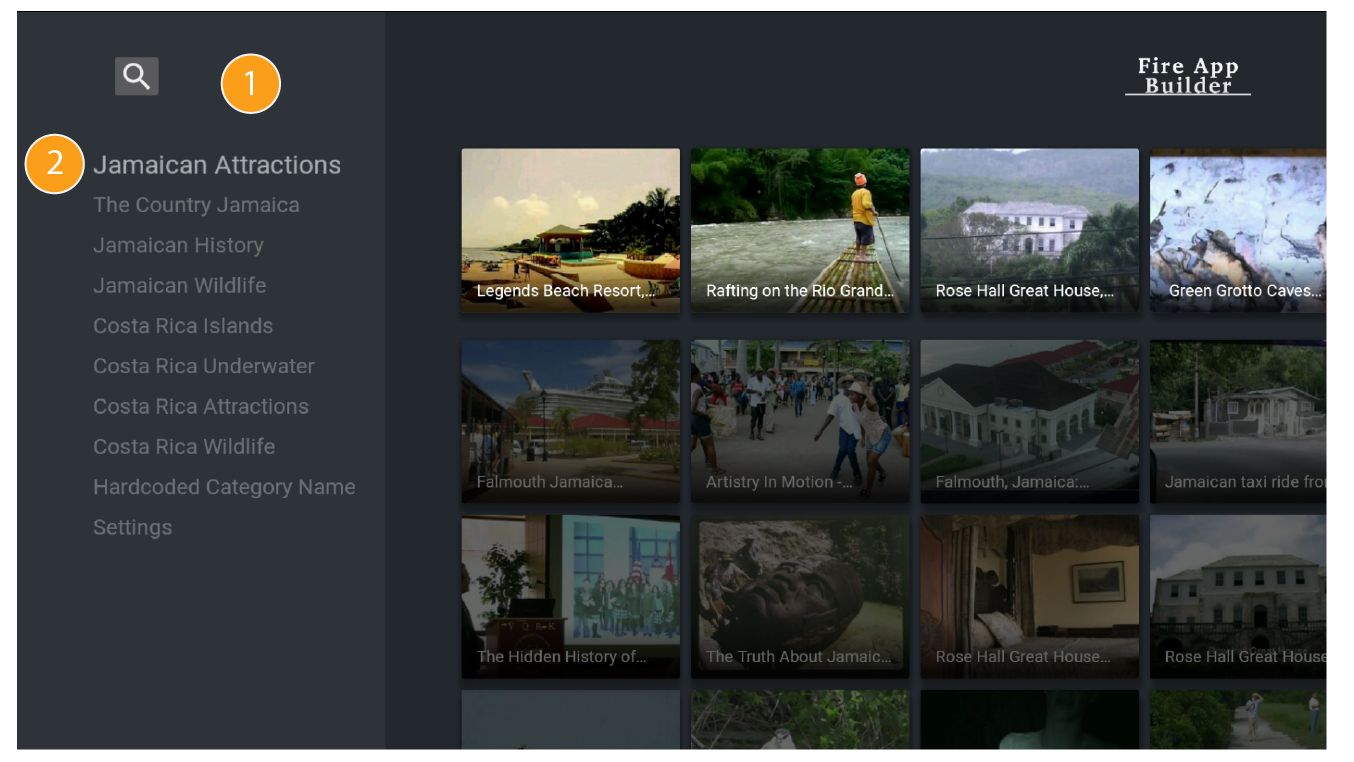 1
Fire App
Builder
2
Jamaican Attractions
The Country Jamaica
Jamaican History
Jamaican Wildlife
Costa Rica Islands
Costa Rica Underwater
Costa Rica Attractions
Costa Rica Wildlife
Hardcoded Category Name
Settings
Legends Beach Resort,...
Rafting on the Rio Grand...
Rose Hall Great House,...
Green Grotto Caves...
Falmouth Jamaica...
Artistry In Motion -...
Falmouth, Jamaica:...
Jamaican taxi ride fro
The Hidden History of...
The Truth About Jamaic...
Rose Hall Great House...
Rose Hall Great House